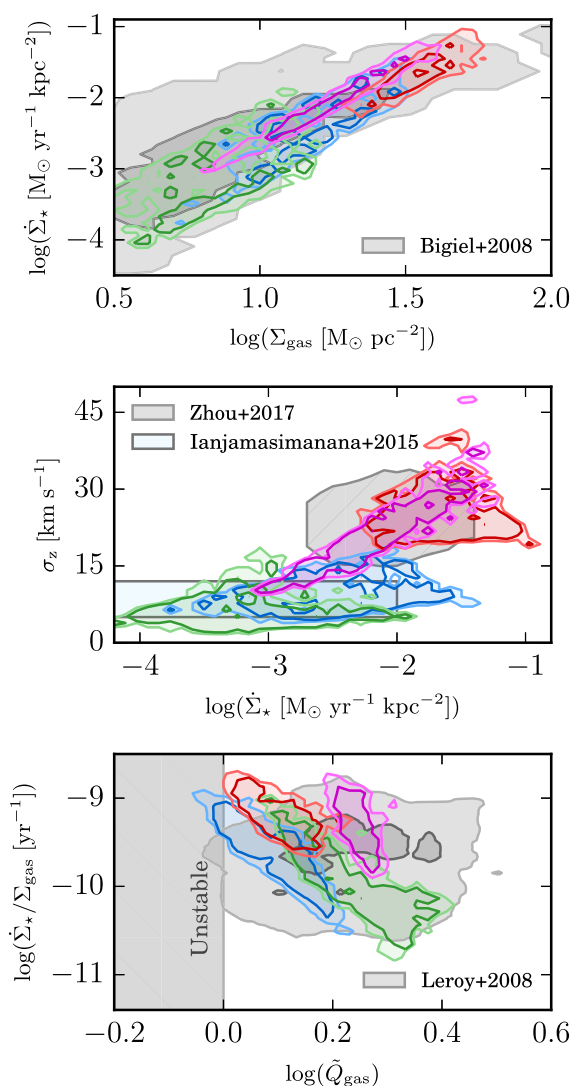 −1
−2
−3
−4
log(Σ̇⋆ [M⊙ yr⁻¹ kpc⁻²])
Bigiel+2008
0.5 1.0 1.5 2.0
log(Σgas [M⊙ pc⁻²])
45
30
15
0
σz [km s⁻¹]
Zhou+2017
Ianjamasimanana+2015
−4 −3 −2 −1
log(Σ̇⋆ [M⊙ yr⁻¹ kpc⁻²])
−9
−10
−11
log(Σ̇⋆/Σgas [yr⁻¹])
Unstable
Leroy+2008
−0.2 0.0 0.2 0.4 0.6
log(Q̃gas)